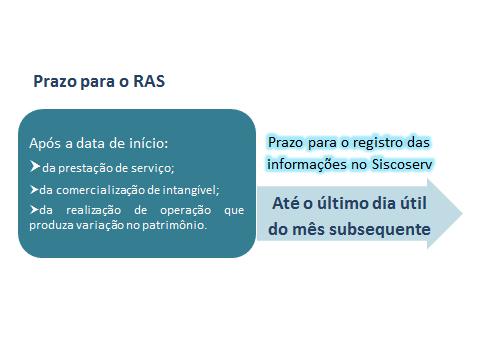 Prazo para o RAS
Após a data de início:
➤da prestação de serviço;
➤da comercialização de intangível;
➤da realização de operação que
produza variação no patrimônio.
Prazo para o registro das
informações no Siscoserv
Até o último dia útil
do mês subsequente